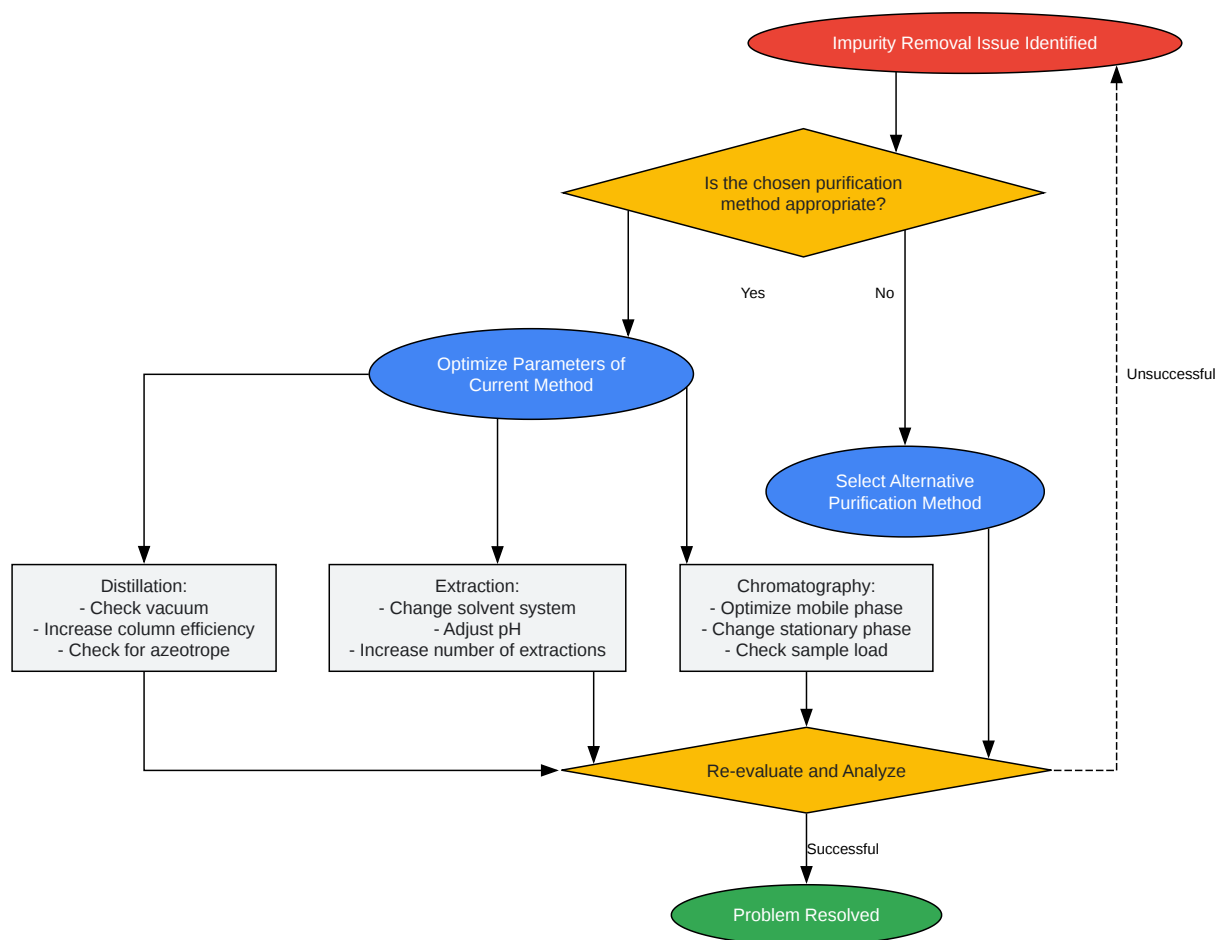 Impurity Removal Issue Identified
Is the chosen purification
method appropriate?
Yes
No
Optimize Parameters of
Current Method
Unsuccessful
Select Alternative
Purification Method
Distillation:
- Check vacuum
- Increase column efficiency
- Check for azeotrope
Extraction:
- Change solvent system
- Adjust pH
- Increase number of extractions
Chromatography:
- Optimize mobile phase
- Change stationary phase
- Check sample load
Re-evaluate and Analyze
Successful
Problem Resolved